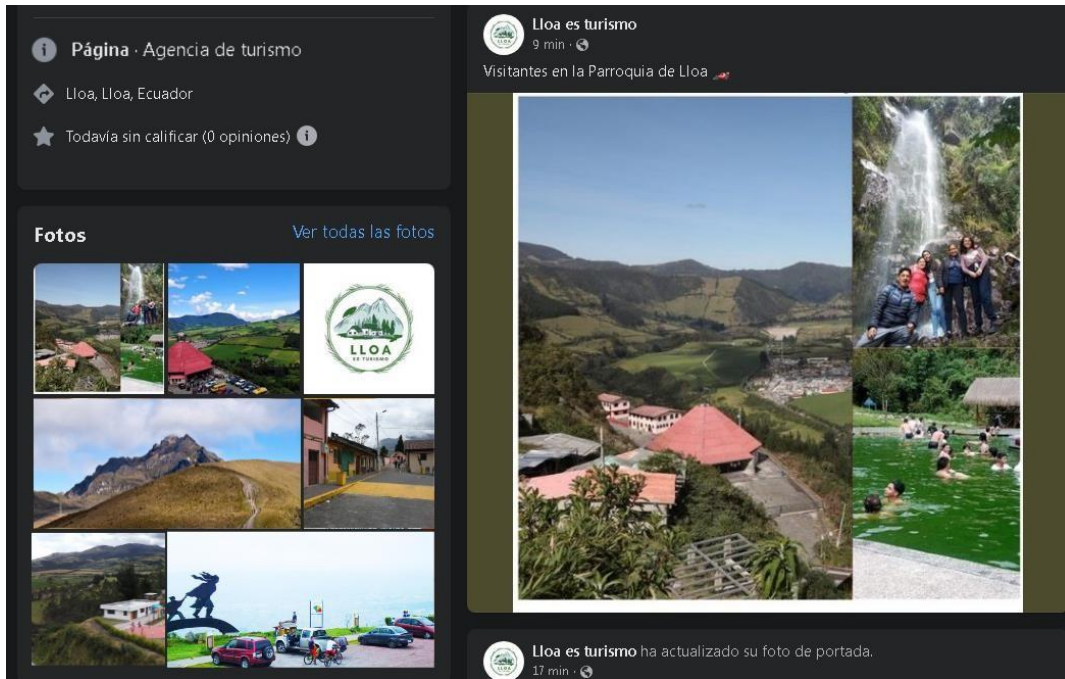 Página · Agencia de turismo
Lloa, Lloa, Ecuador
Todavía sin calificar (0 opiniones)
Fotos
Ver todas las fotos
LLOA
ES TURISMO
Lloa es turismo
9 min ·
Visitantes en la Parroquia de Lloa
Lloa es turismo ha actualizado su foto de portada.
17 min ·